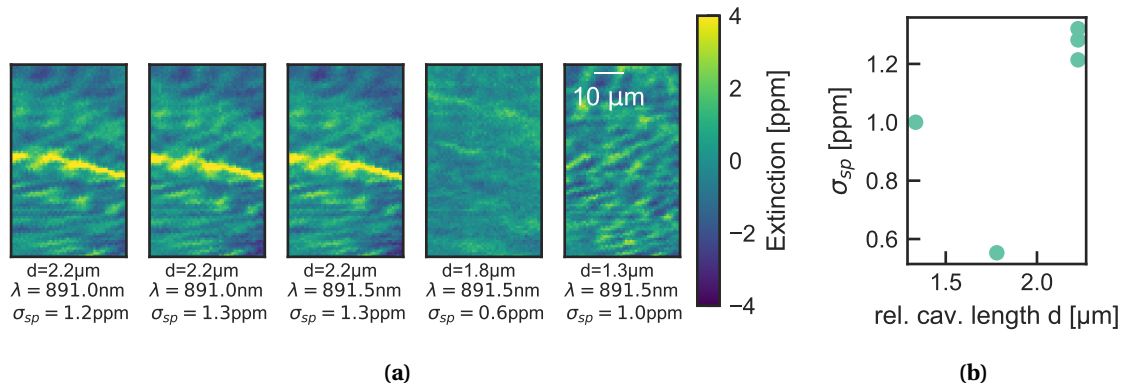 10 µm
d=2.2µm
λ = 891.0nm
σsp = 1.2ppm
d=2.2µm
λ = 891.0nm
σsp = 1.3ppm
d=2.2µm
λ = 891.5nm
σsp = 1.3ppm
d=1.8µm
λ = 891.5nm
σsp = 0.6ppm
d=1.3µm
λ = 891.5nm
σsp = 1.0ppm
4
2
0
−2
−4
Extinction [ppm]
(a)
b)
1.2
1.0
0.8
0.6
σsp [ppm]
1.5
2.0
rel. cav. length d [µm]
(b)